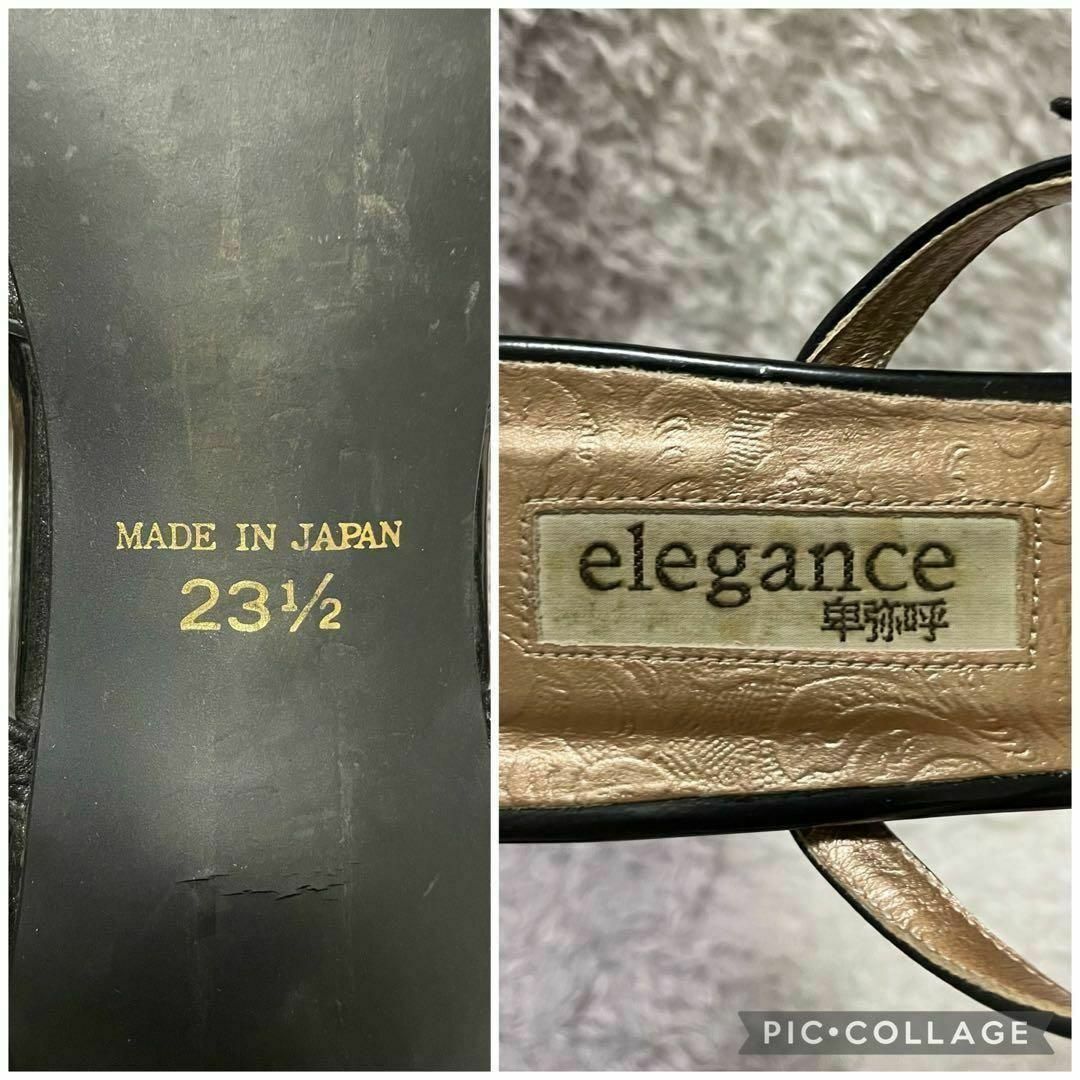 MADE IN JAPAN
23½
elegance
卑弥呼
PIC•COLLAGE